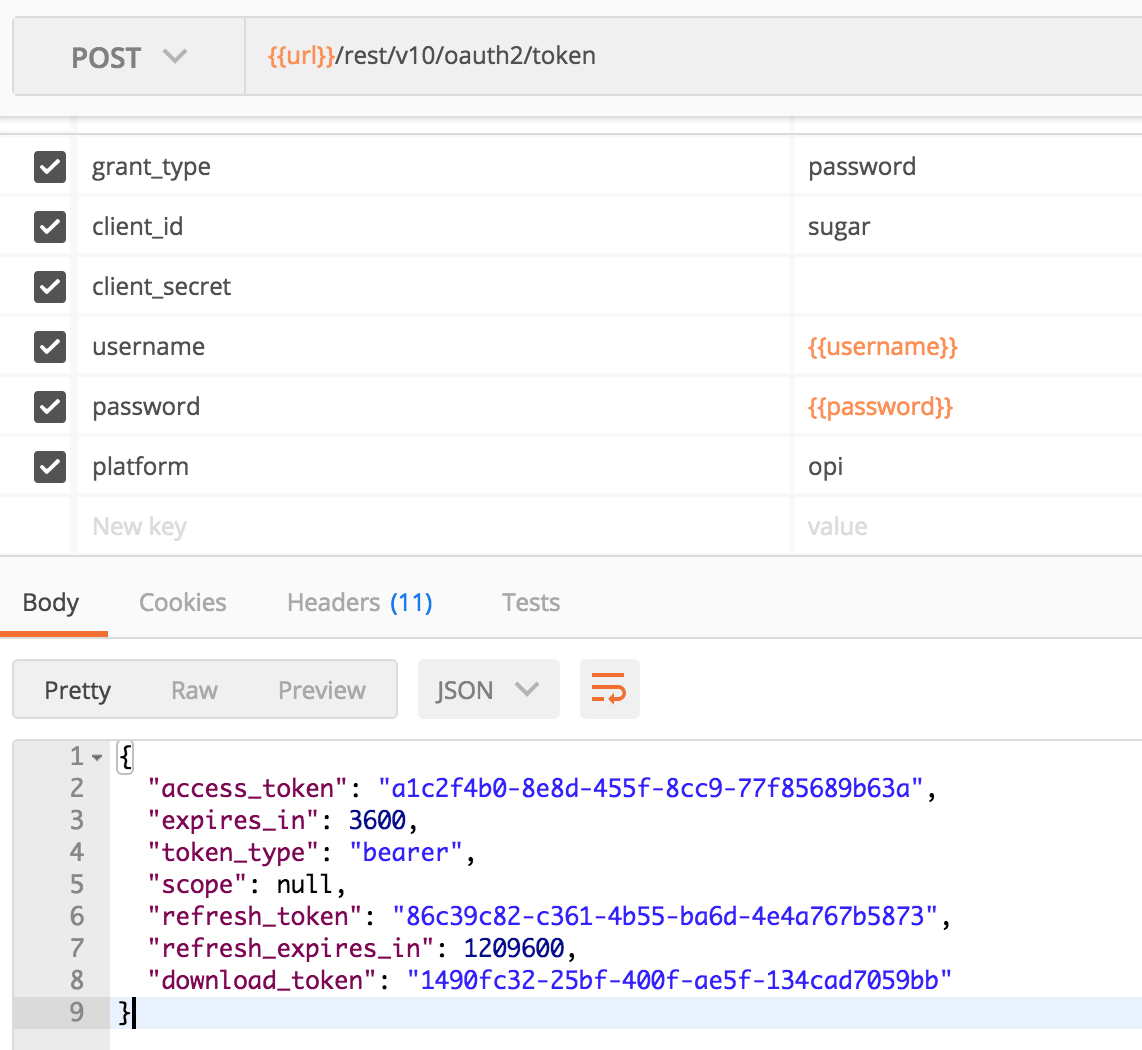 POST {{url}}/rest/v10/oauth2/token
grant_type password
client_id sugar
client_secret
username {{username}}
password {{password}}
platform opi
New key value
Body Cookies Headers (11) Tests
Pretty Raw Preview JSON
1 {
2 "access_token": "a1c2f4b0-8e8d-455f-8cc9-77f85689b63a",
3 "expires_in": 3600,
4 "token_type": "bearer",
5 "scope": null,
6 "refresh_token": "86c39c82-c361-4b55-ba6d-4e4a767b5873",
7 "refresh_expires_in": 1209600,
8 "download_token": "1490fc32-25bf-400f-ae5f-134cad7059bb"
9 }